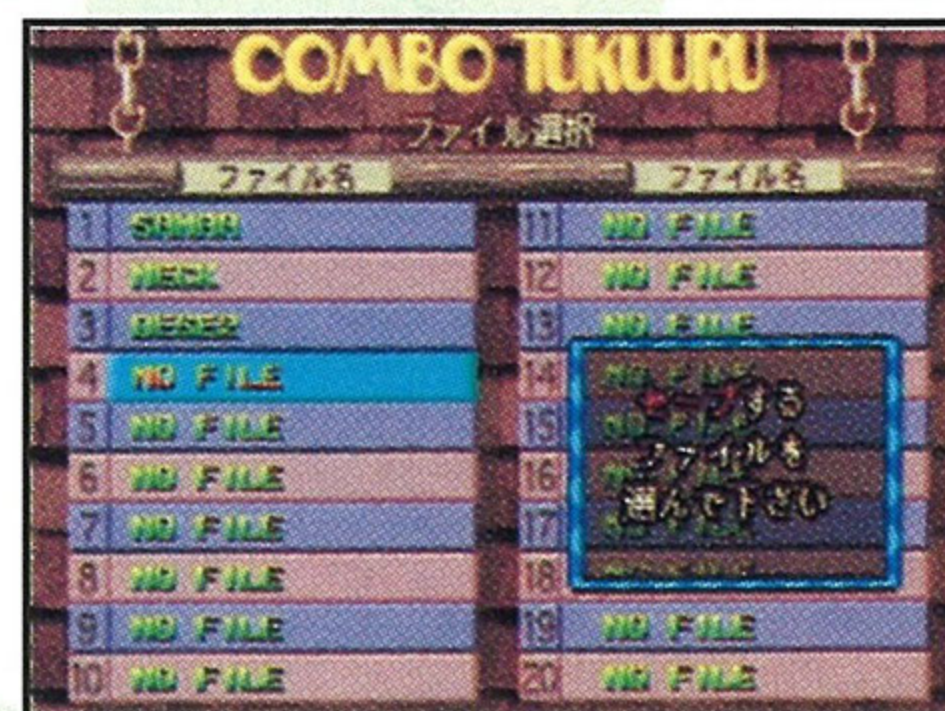 COMBO TUKUURU
ファイル選択
ファイル名
1 SAMBA
2 NECK
3
4 NO FILE
5 NO FILE
6 NO FILE
7 NO FILE
8 NO FILE
9 NO FILE
10 NO FILE
ファイル名
11 NO FILE
12 NO FILE
13 NO FILE
14 NO FILE
15 NO FILE
16
17
18
19 NO FILE
20 NO FILE
セーブする
ファイルを
選んで下さい